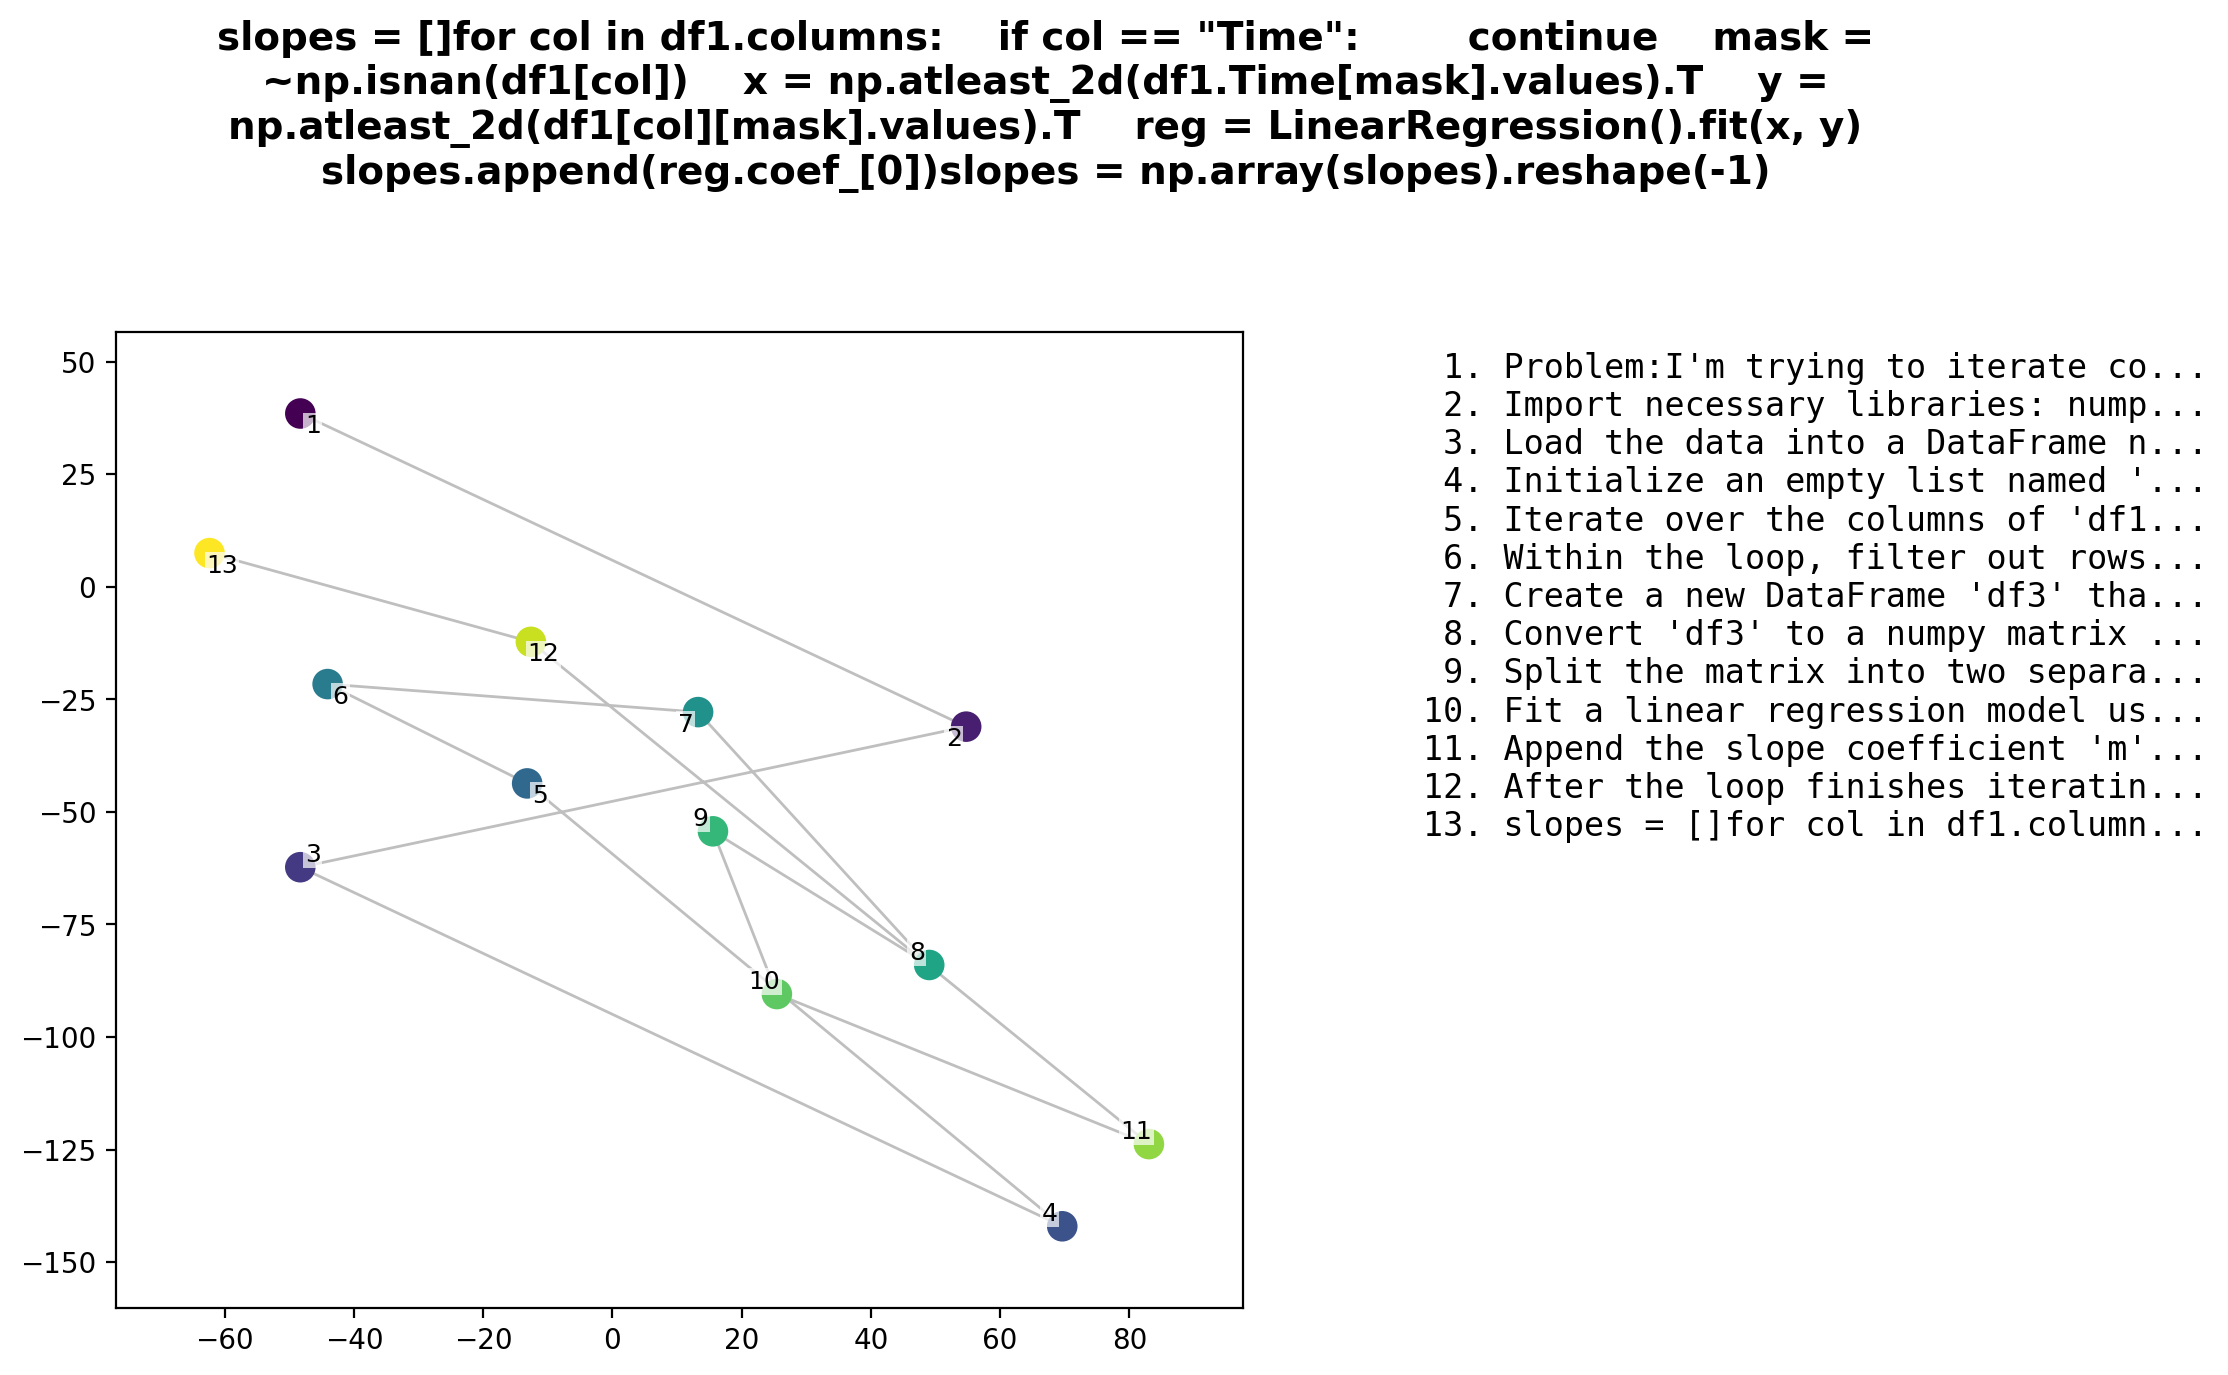 slopes = []for col in df1.columns:    if col == "Time":        continue    mask =
~np.isnan(df1[col])    x = np.atleast_2d(df1.Time[mask].values).T    y =
np.atleast_2d(df1[col][mask].values).T    reg = LinearRegression().fit(x, y)
slopes.append(reg.coef_[0])slopes = np.array(slopes).reshape(-1)
50
25
0
−25
−50
−75
−100
−125
−150
−60
−40
−20
0
20
40
60
80
1
13
12
6
7
2
5
9
3
8
10
11
4
1. Problem:I'm trying to iterate co...
2. Import necessary libraries: nump...
3. Load the data into a DataFrame n...
4. Initialize an empty list named '...
5. Iterate over the columns of 'df1...
6. Within the loop, filter out rows...
7. Create a new DataFrame 'df3' tha...
8. Convert 'df3' to a numpy matrix ...
9. Split the matrix into two separa...
10. Fit a linear regression model us...
11. Append the slope coefficient 'm'...
12. After the loop finishes iteratin...
13. slopes = []for col in df1.column...